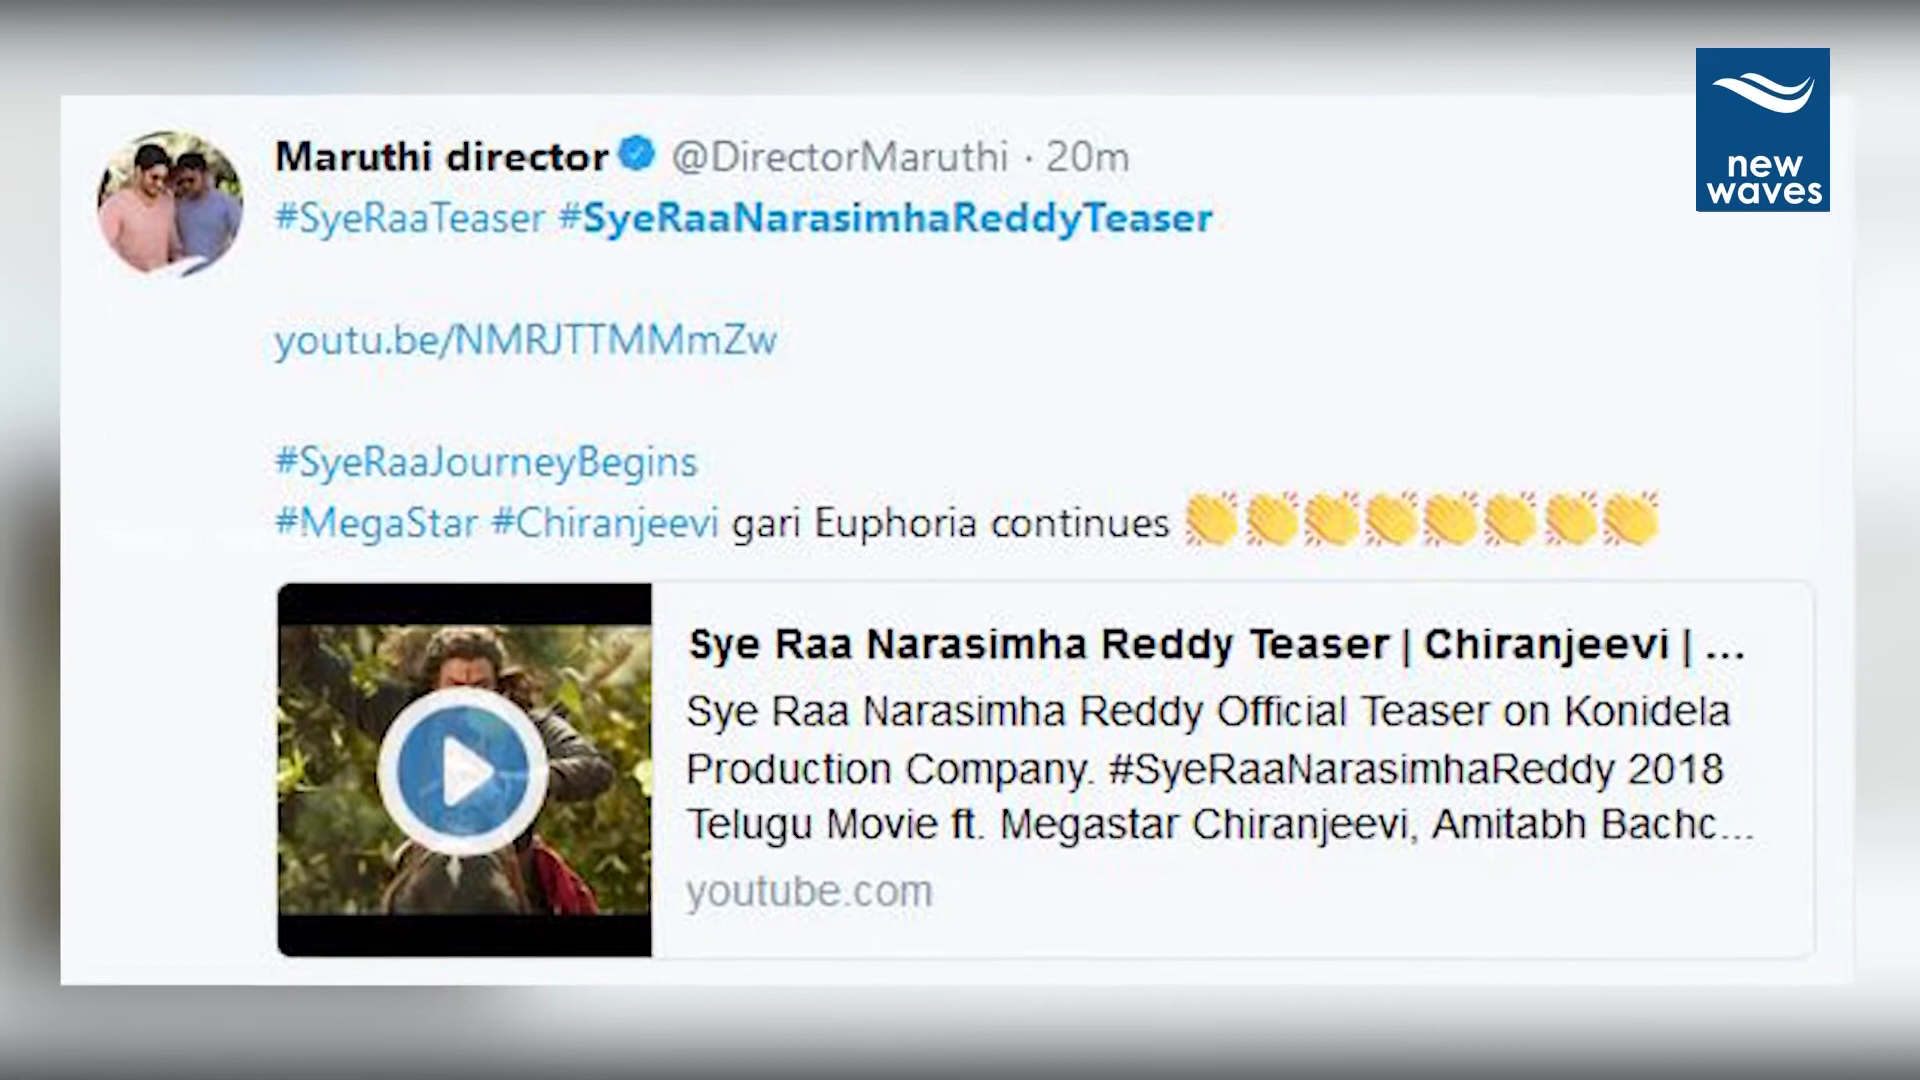 new
waves
Maruthi director @DirectorMaruthi · 20m
#SyeRaaTeaser #SyeRaaNarasimhaReddyTeaser
youtu.be/NMRJTTMMmZw
#SyeRaaJourneyBegins
#MegaStar #Chiranjeevi gari Euphoria continues 👏👏👏👏👏👏👏👏
Sye Raa Narasimha Reddy Teaser | Chiranjeevi | ...
Sye Raa Narasimha Reddy Official Teaser on Konidela
Production Company. #SyeRaaNarasimhaReddy 2018
Telugu Movie ft. Megastar Chiranjeevi, Amitabh Bachc...
youtube.com